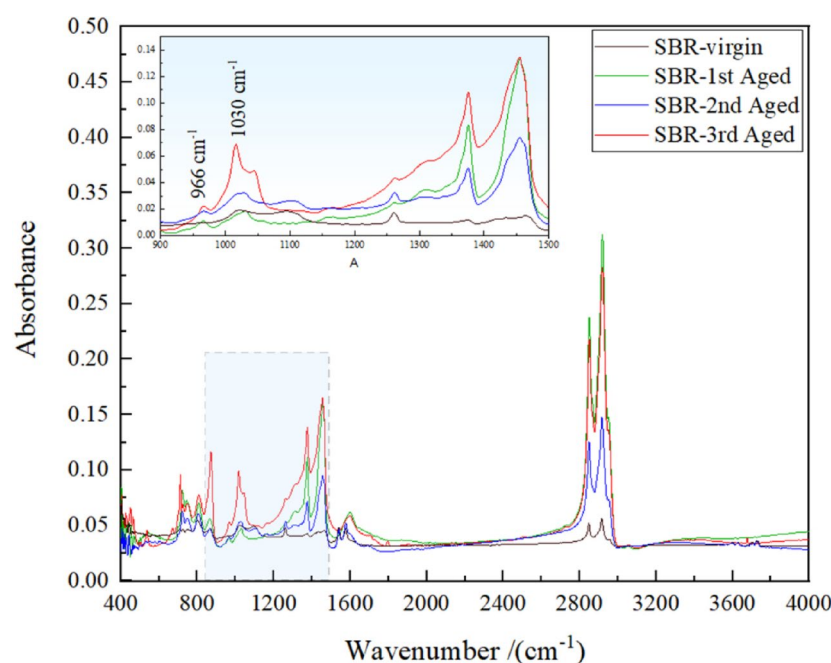 0.50
0.45
0.40
0.35
0.30
0.25
0.20
0.15
0.10
0.05
0.00
Absorbance
400 800 1200 1600 2000 2400 2800 3200 3600 4000
Wavenumber /(cm⁻¹)
SBR-virgin
SBR-1st Aged
SBR-2nd Aged
SBR-3rd Aged
0.14
0.12
0.10
0.08
0.06
0.04
0.02
0.00
966 cm⁻¹
1030 cm⁻¹
900 1000 1100 1200 1300 1400 1500
A